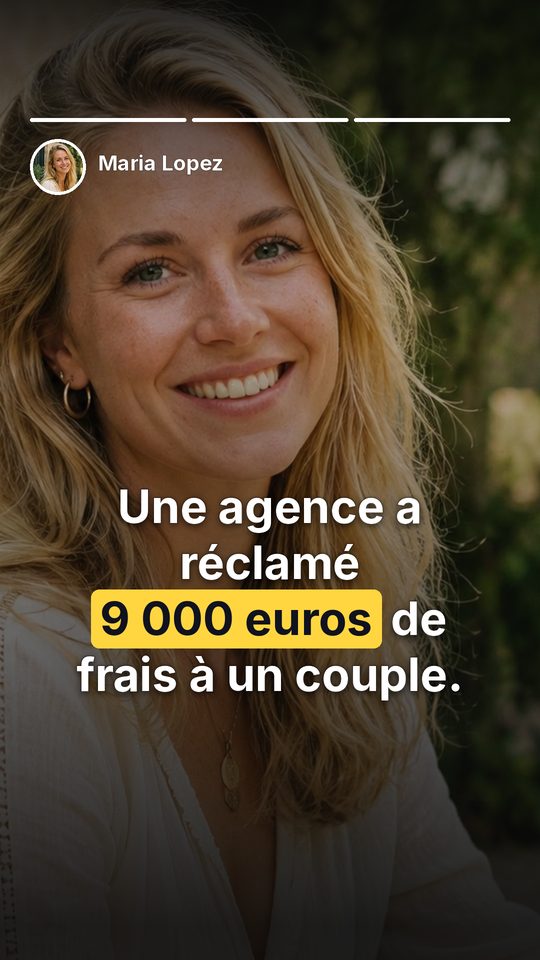 Maria Lopez
Une agence a
réclamé
9 000 euros de
frais à un couple.